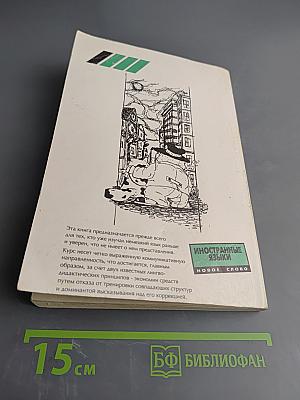 Эта книга предназначается прежде всего
для тех, кто уже изучал немецкий язык раньше
и уверен, что не имеет о нем представления.
Курс несет четко выраженную коммуникативную
направленность, что достигается, главным
образом, за счет двух известных лингво-
дидактических принципов - экономии средств
путем отказа от тренировки совпадающих структур
и доминантой высказывания над его коррекцией.
ИНОСТРАННЫЕ
ЯЗЫКИ
НОВОЕ СЛОВО
15 см
БФ БИБЛИОФАН